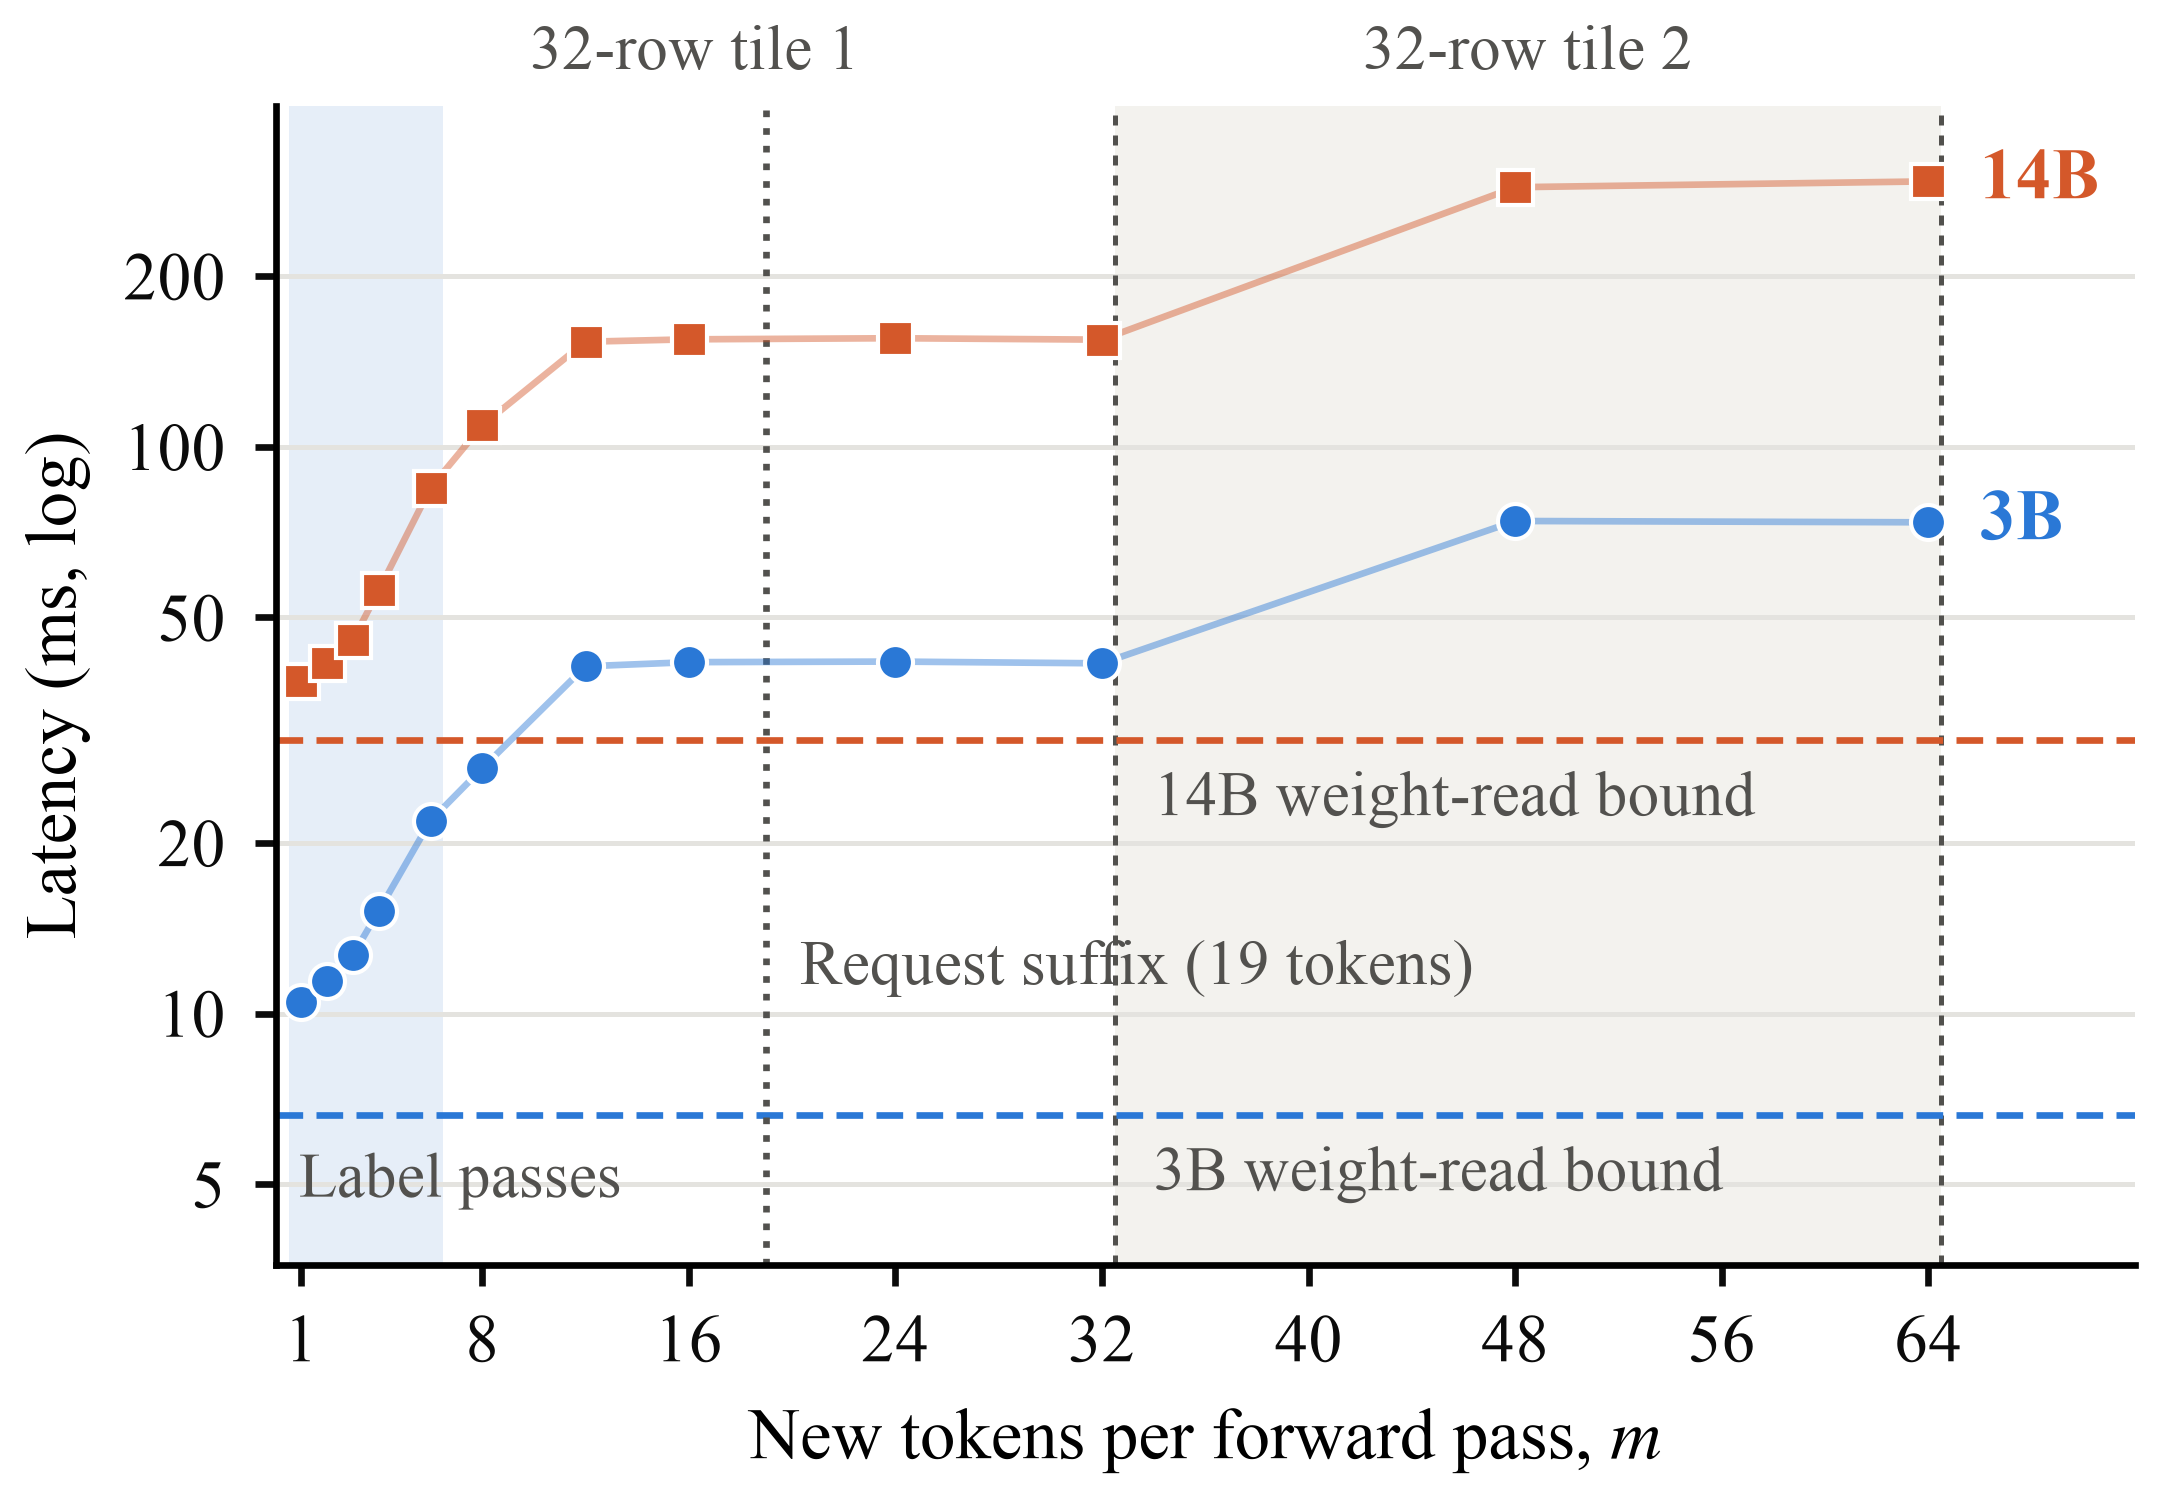 32-row tile 1
32-row tile 2
14B
200
100
3B
50
14B weight-read bound
20
Request suffix (19 tokens)
10
3B weight-read bound
Label passes
5
Latency (ms, log)
1 8 16 24 32 40 48 56 64
New tokens per forward pass, m